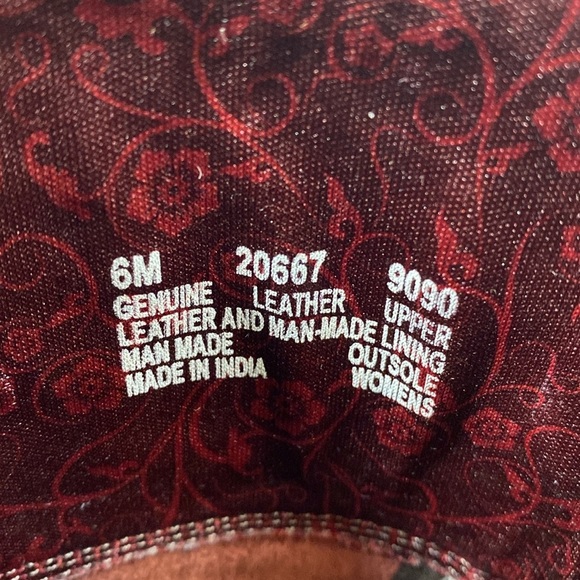 6M 20667 9090
GENUINE LEATHER UPPER
LEATHER AND MAN-MADE LINING
MAN MADE OUTSOLE
MADE IN INDIA WOMENS